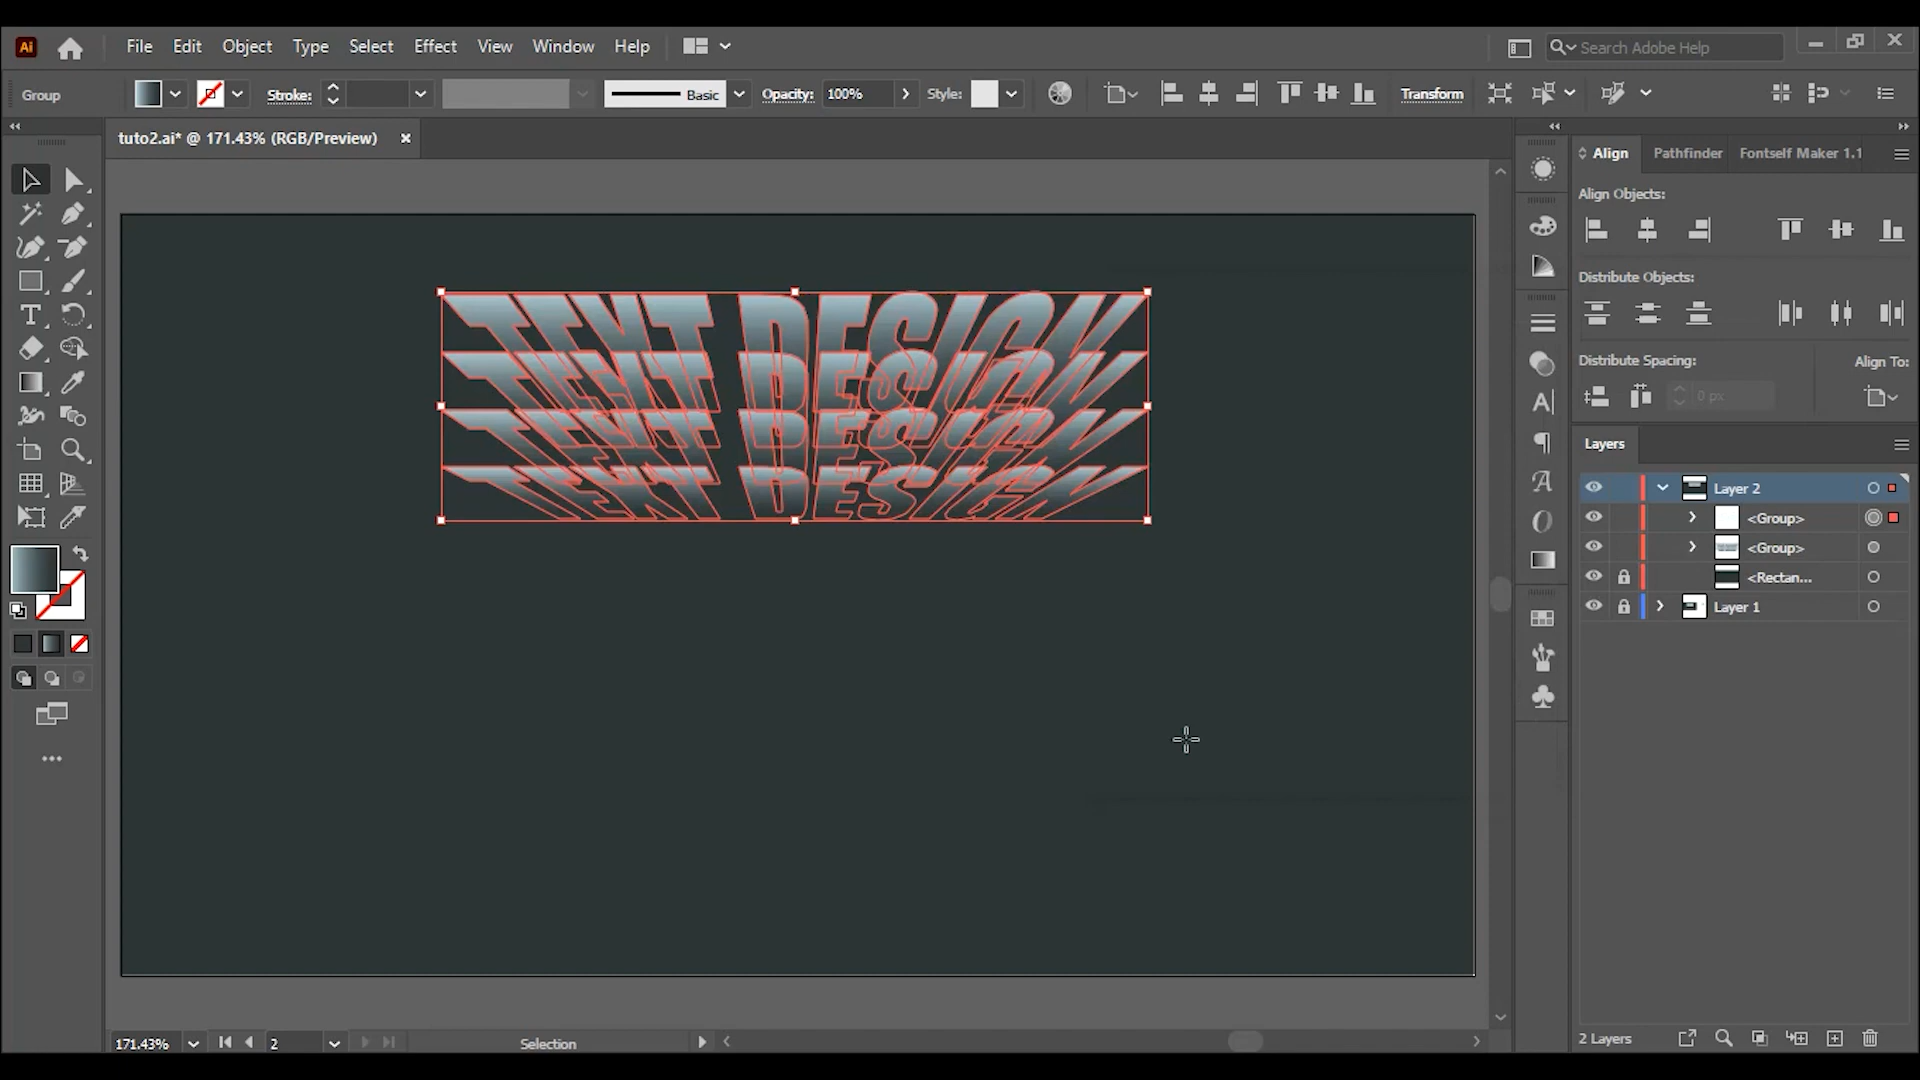 Ai
File Edit Object Type Select Effect View Window Help
Search Adobe Help
Group
Stroke:
Basic
Opacity: 100%
Style:
Transform
tuto2.ai* @ 171.43% (RGB/Preview)
TEXT DESIGN
TEXT DESIGN
TEXT DESIGN
TEXT DESIGN
Align Pathfinder Fontself Maker 1.1
Align Objects:
Distribute Objects:
Distribute Spacing: Align To:
0 px
Layers
Layer 2
<Group>
<Group>
<Rectan...
Layer 1
171.43% 2 Selection
2 Layers